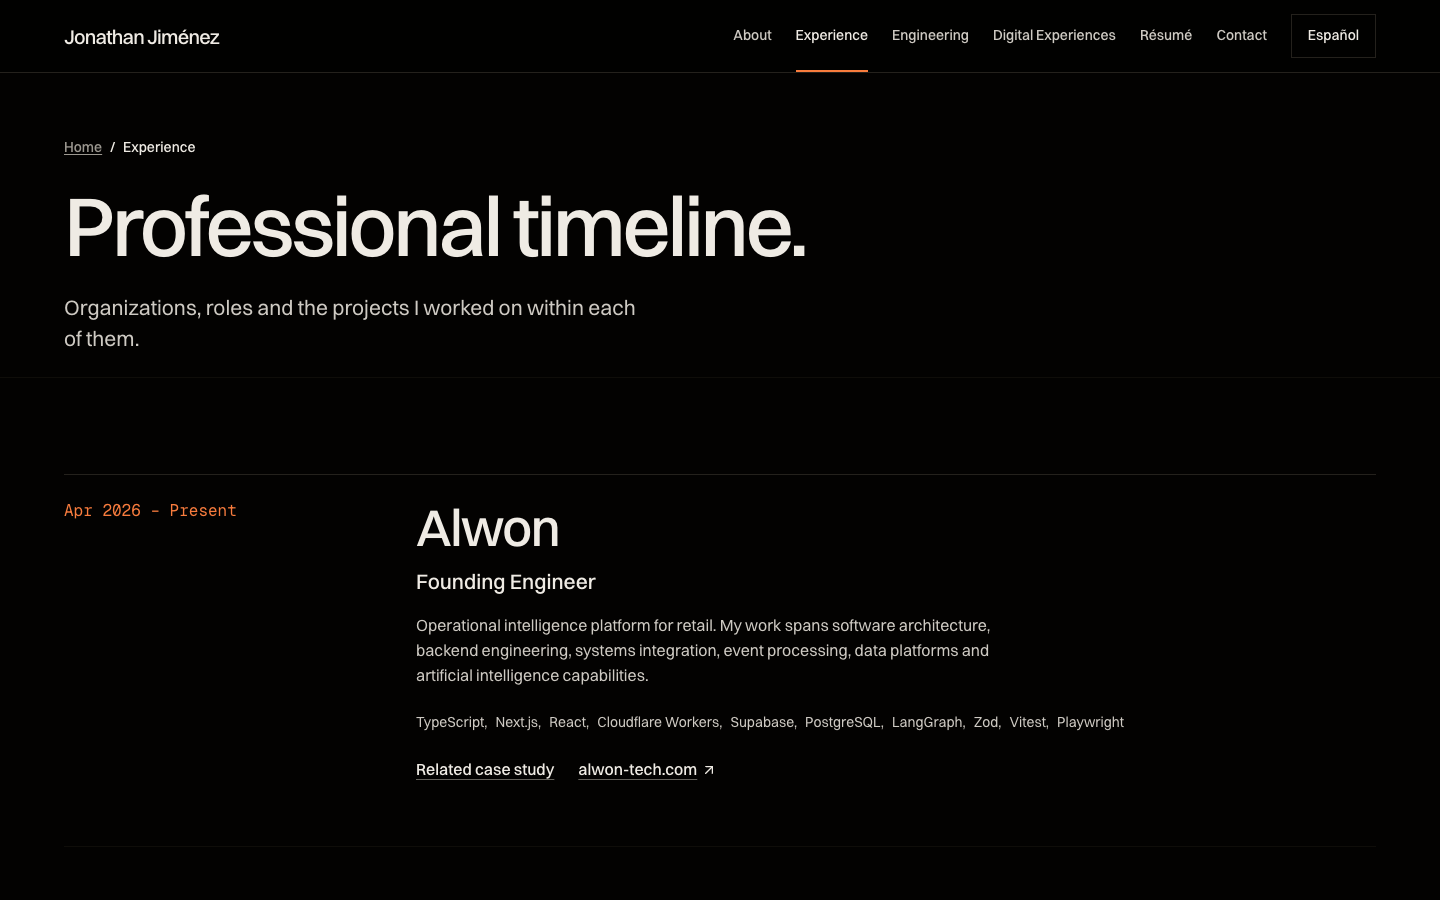 Jonathan Jiménez
About Experience Engineering Digital Experiences Résumé Contact Español
Home / Experience
Professional timeline.
Organizations, roles and the projects I worked on within each
of them.
Apr 2026 – Present
Alwon
Founding Engineer
Operational intelligence platform for retail. My work spans software architecture,
backend engineering, systems integration, event processing, data platforms and
artificial intelligence capabilities.
TypeScript, Next.js, React, Cloudflare Workers, Supabase, PostgreSQL, LangGraph, Zod, Vitest, Playwright
Related case study alwon-tech.com ↗